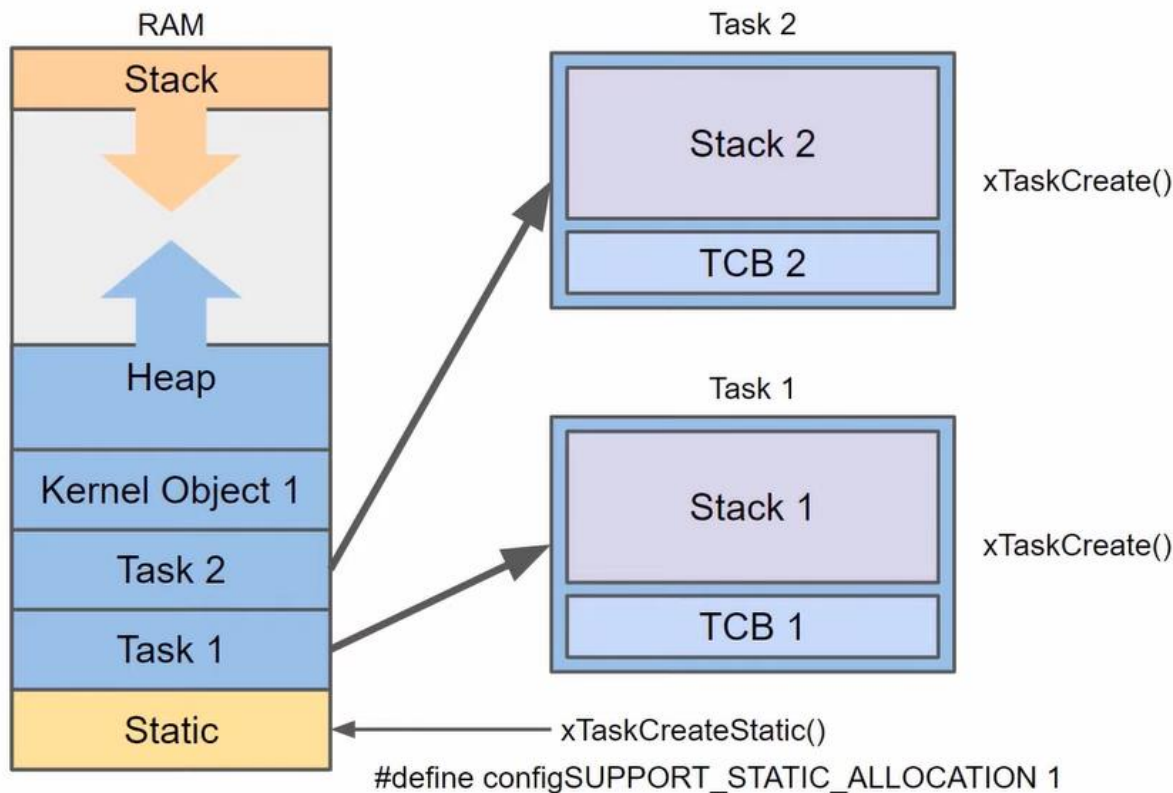 RAM
Stack
Heap
Kernel Object 1
Task 2
Task 1
Static
Task 2
Stack 2
TCB 2
xTaskCreate()
Task 1
Stack 1
TCB 1
xTaskCreate()
xTaskCreateStatic()
#define configSUPPORT_STATIC_ALLOCATION 1